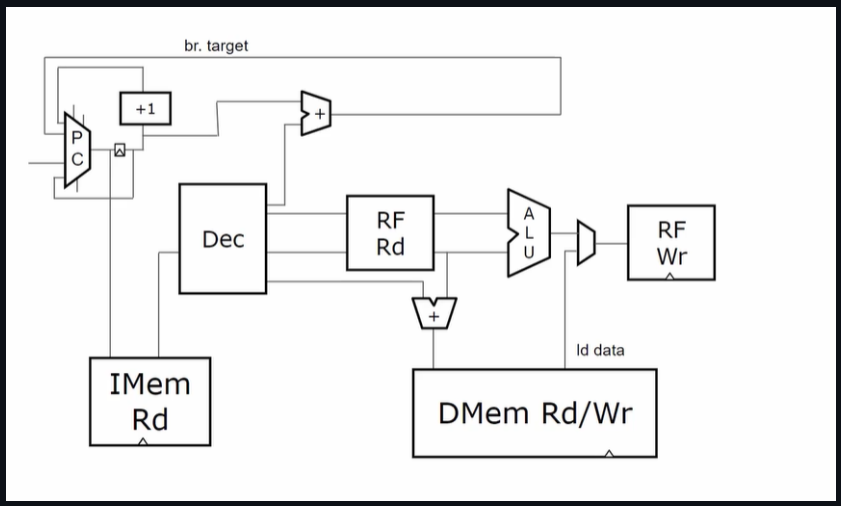 br. target
+1
+
P
C
Dec
RF
Rd
A
L
U
RF
Wr
+
ld data
IMem
Rd
DMem Rd/Wr